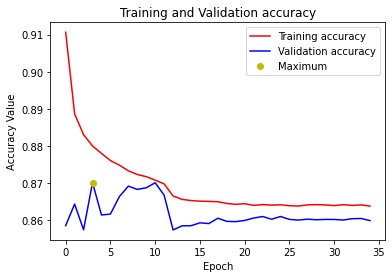 Training and Validation accuracy
Training accuracy
Validation accuracy
Maximum
Accuracy Value
0.91
0.90
0.89
0.88
0.87
0.86
0
5
10
15
20
25
30
35
Epoch